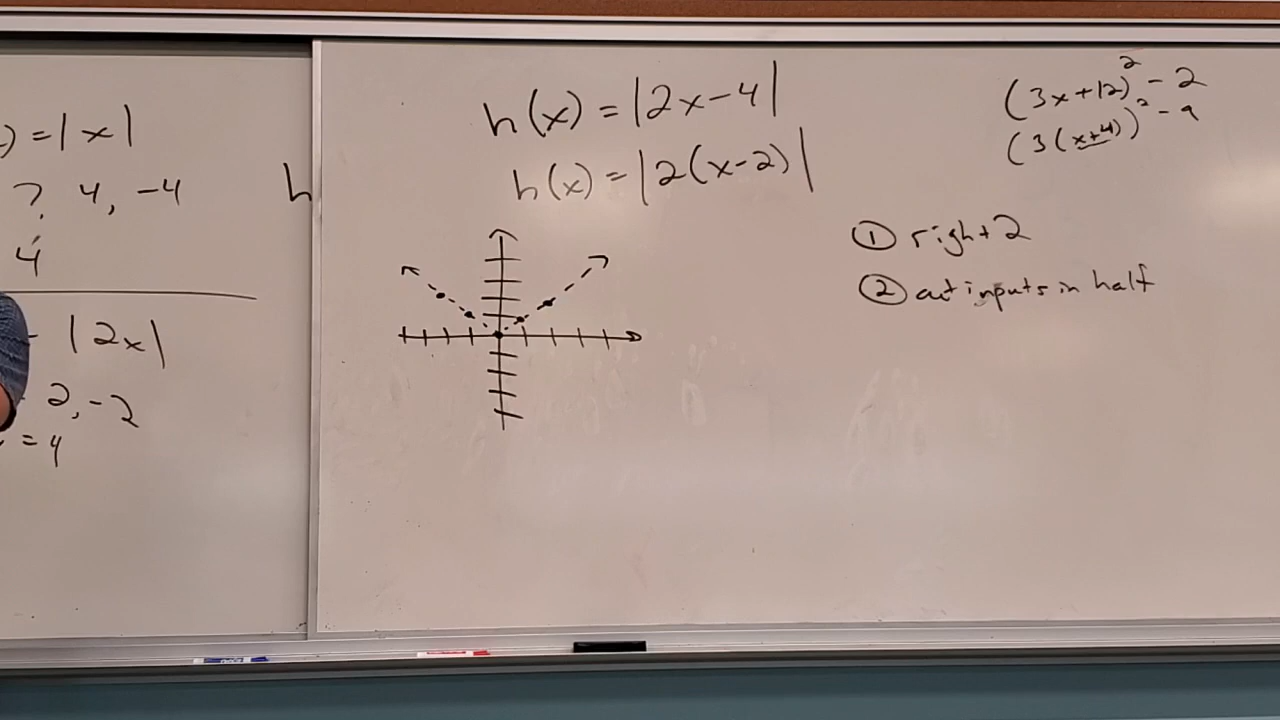 ) = |x|
? 4, -4
4
|2x|
2, -2
= 4
h
h(x) = |2x-4|
h(x) = |2(x-2)|
(3x+12)² - 2
(3(x+4))² - 9
① right 2
② cut inputs in half